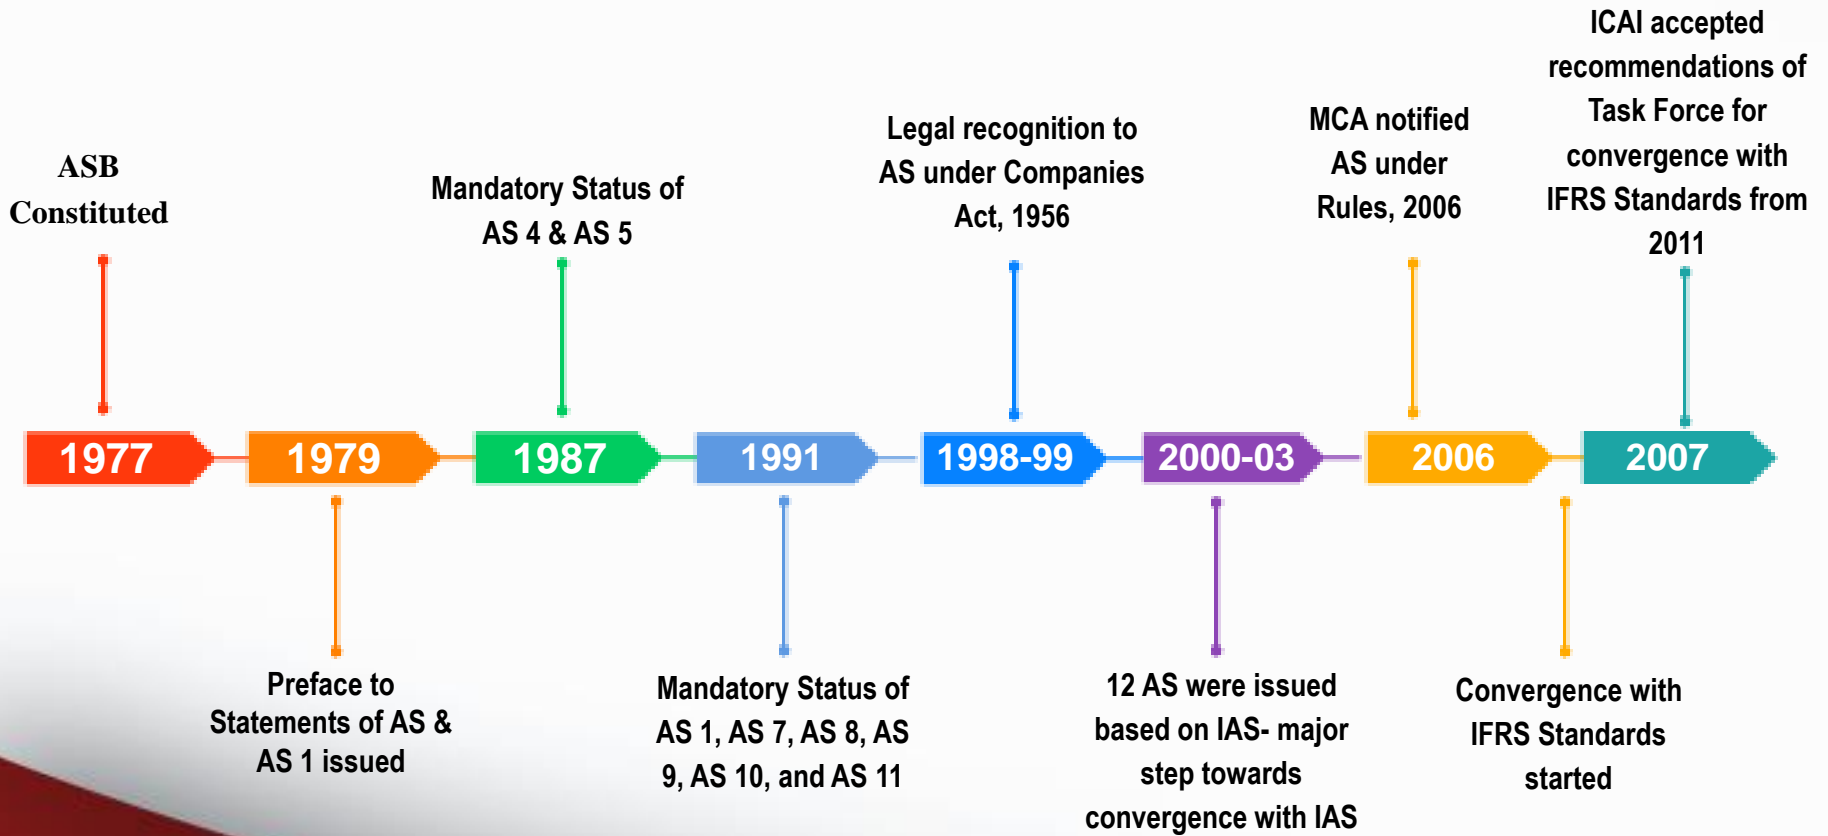 ASB
Constituted
Mandatory Status of
AS 4 & AS 5
Legal recognition to
AS under Companies
Act, 1956
MCA notified
AS under
Rules, 2006
ICAI accepted
recommendations of
Task Force for
convergence with
IFRS Standards from
2011
1977
1979
1987
1991
1998-99
2000-03
2006
2007
Preface to
Statements of AS &
AS 1 issued
Mandatory Status of
AS 1, AS 7, AS 8, AS
9, AS 10, and AS 11
12 AS were issued
based on IAS- major
step towards
convergence with IAS
Convergence with
IFRS Standards
started